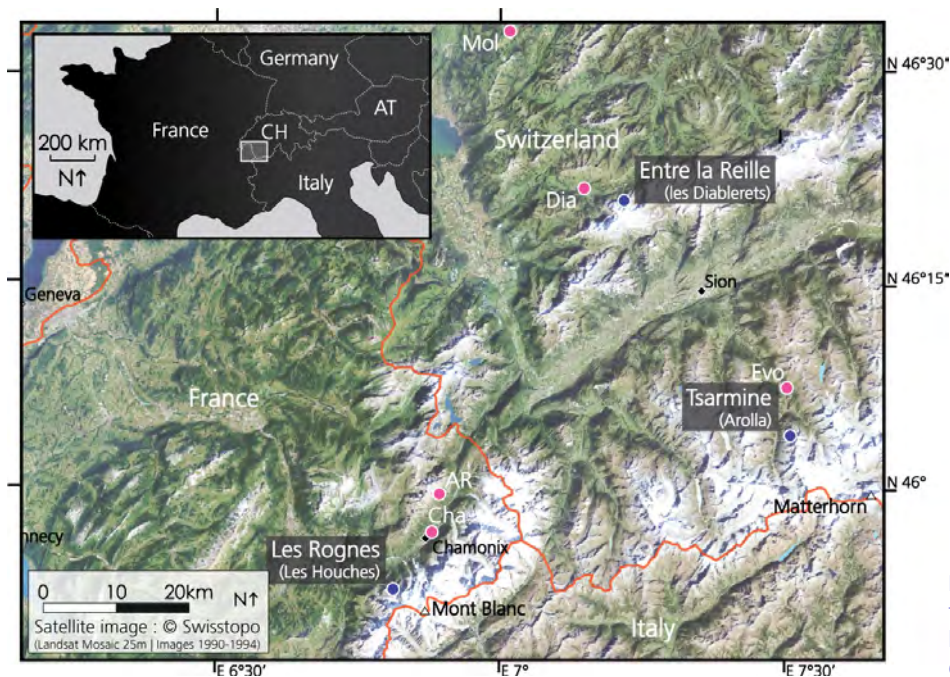 Mol
N 46°30'
Germany
AT
France
CH
200 km
N↑
Italy
Switzerland
Entre la Reille
(les Diablerets)
Dia
Geneva
Sion
N 46°15'
Evo
Tsarmine
(Arolla)
France
AR
N 46°
Matterhorn
Cha
Chamonix
nnecy
Les Rognes
(Les Houches)
0 10 20km
N↑
Mont Blanc
Satellite image : © Swisstopo
(Landsat Mosaic 25m | Images 1990-1994)
Italy
E 6°30'
E 7°
E 7°30'